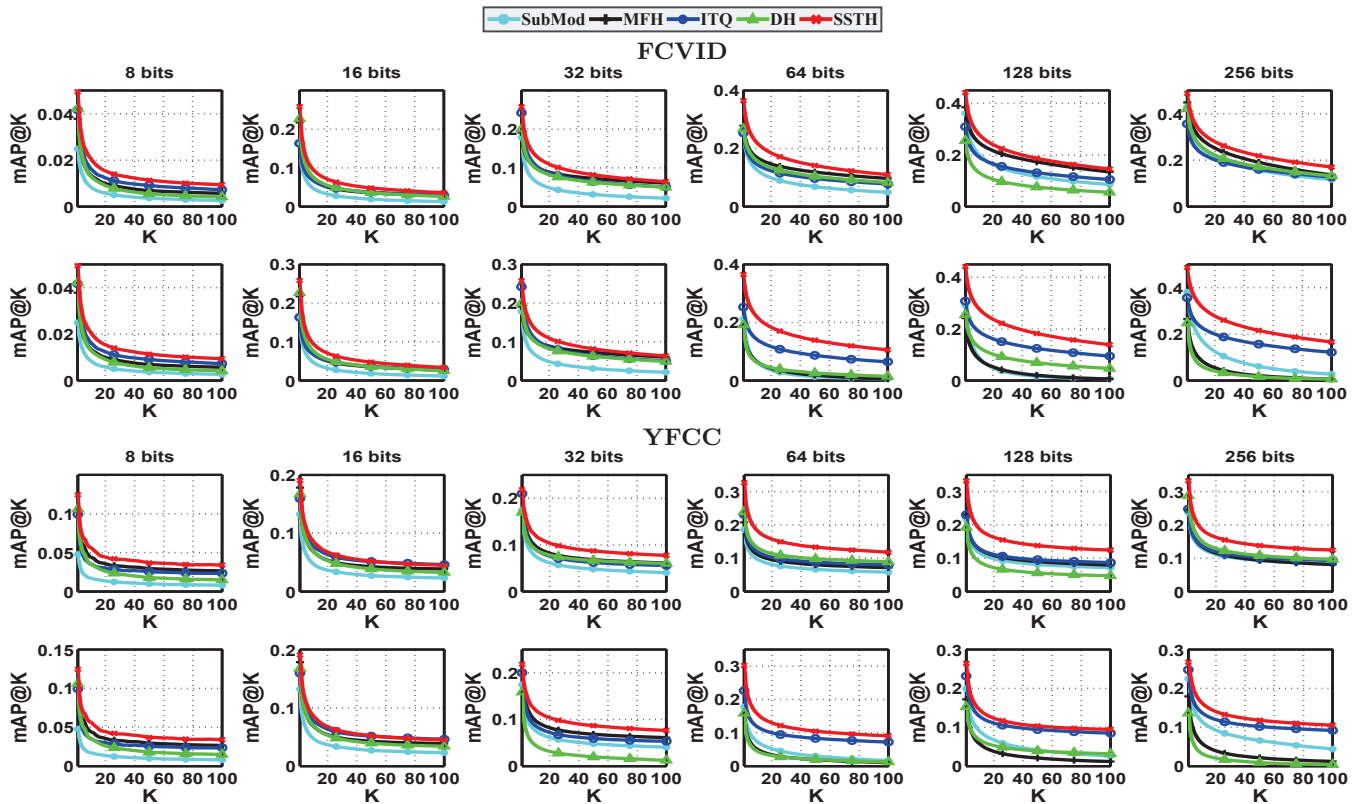 SubMod MFH ITQ DH SSTH
FCVID
8 bits 16 bits 32 bits 64 bits 128 bits 256 bits
mAP@K mAP@K mAP@K mAP@K mAP@K mAP@K
0.04 0.02 0 0.2 0.1 0 0.2 0.1 0 0.4 0.2 0 0.4 0.2 0 0.4 0.2 0
20 40 60 80 100 20 40 60 80 100 20 40 60 80 100 20 40 60 80 100 20 40 60 80 100 20 40 60 80 100
K K K K K K
mAP@K mAP@K mAP@K mAP@K mAP@K mAP@K
0.04 0.02 0 0.3 0.2 0.1 0 0.3 0.2 0.1 0 0.4 0.2 0 0.4 0.2 0 0.4 0.2 0
20 40 60 80 100 20 40 60 80 100 20 40 60 80 100 20 40 60 80 100 20 40 60 80 100 20 40 60 80 100
K K K K K K
YFCC
8 bits 16 bits 32 bits 64 bits 128 bits 256 bits
mAP@K mAP@K mAP@K mAP@K mAP@K mAP@K
0.1 0.05 0 0.2 0.1 0 0.2 0.1 0 0.3 0.2 0.1 0 0.3 0.2 0.1 0 0.3 0.2 0.1 0
20 40 60 80 100 20 40 60 80 100 20 40 60 80 100 20 40 60 80 100 20 40 60 80 100 20 40 60 80 100
K K K K K K
mAP@K mAP@K mAP@K mAP@K mAP@K mAP@K
0.15 0.1 0.05 0 0.2 0.1 0 0.2 0.1 0 0.3 0.2 0.1 0 0.3 0.2 0.1 0 0.3 0.2 0.1 0
20 40 60 80 100 20 40 60 80 100 20 40 60 80 100 20 40 60 80 100 20 40 60 80 100 20 40 60 80 100
K K K K K K